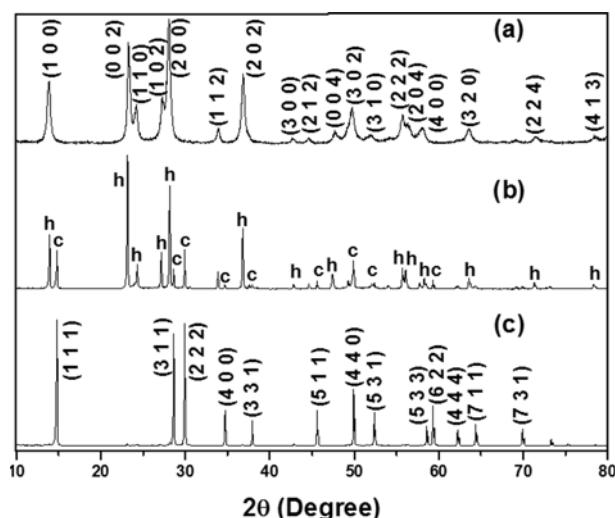 (a)
(1 0 0)
(0 0 2)
(1 1 0)
(1 0 2)
(2 0 0)
(1 1 2)
(2 0 2)
(3 0 0)
(2 1 2)
(0 0 4)
(3 0 2)
(3 1 0)
(2 2 2)
(2 0 4)
(4 0 0)
(3 2 0)
(2 2 4)
(4 1 3)
(b)
h c h h h h c c c h c h c h c c h h h c h h h
(c)
(1 1 1)
(3 1 1)
(2 2 2)
(4 0 0)
(3 3 1)
(5 1 1)
(4 4 0)
(5 3 1)
(5 3 3)
(6 2 2)
(4 4 4)
(7 1 1)
(7 3 1)
10 20 30 40 50 60 70 80
2θ (Degree)